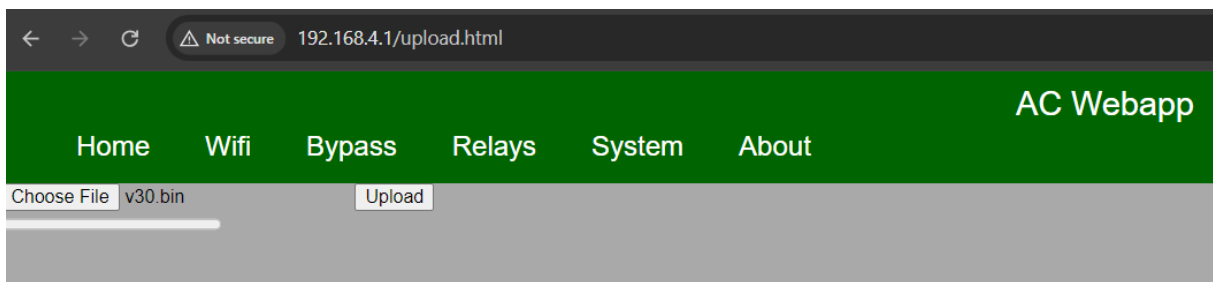 Not secure 192.168.4.1/upload.html
AC Webapp
Home Wifi Bypass Relays System About
Choose File v30.bin Upload